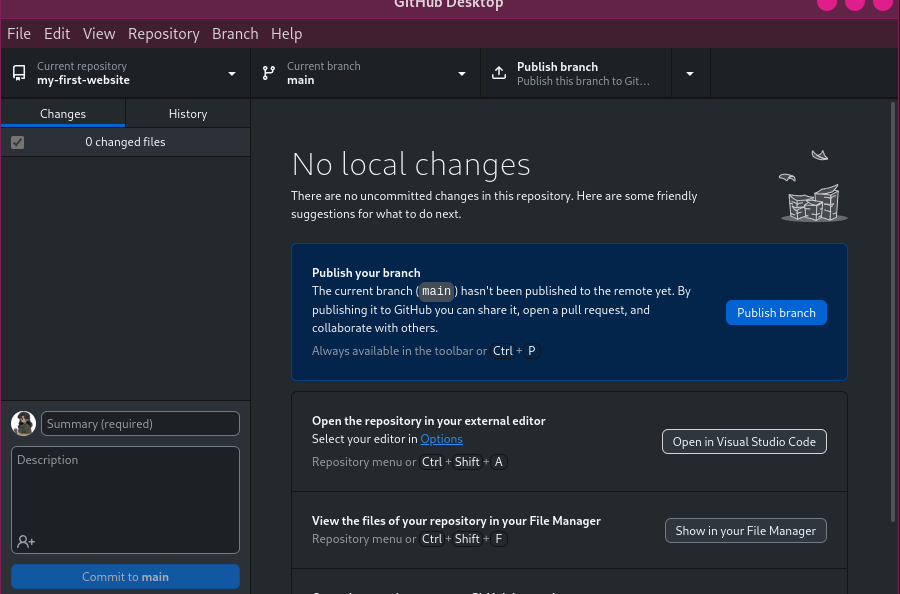 GitHub Desktop
File Edit View Repository Branch Help
Current repository
my-first-website
Current branch
main
Publish branch
Publish this branch to Git...
Changes
History
0 changed files
No local changes
There are no uncommitted changes in this repository. Here are some friendly
suggestions for what to do next.
Publish your branch
The current branch (main) hasn't been published to the remote yet. By
publishing it to GitHub you can share it, open a pull request, and
collaborate with others.
Always available in the toolbar or Ctrl + P
Publish branch
Open the repository in your external editor
Select your editor in Options
Repository menu or Ctrl + Shift + A
Open in Visual Studio Code
View the files of your repository in your File Manager
Repository menu or Ctrl + Shift + F
Show in your File Manager
Summary (required)
Description
Commit to main